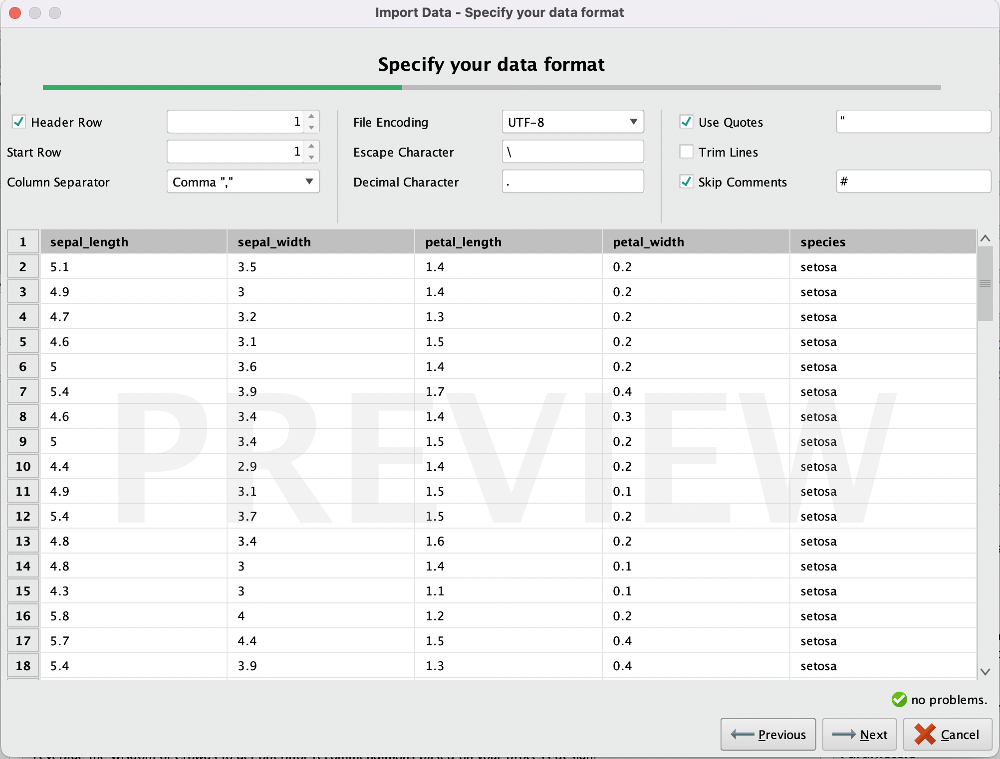 Import Data - Specify your data format
Specify your data format
Header Row 1 File Encoding UTF-8 Use Quotes "
Start Row 1 Escape Character \ Trim Lines
Column Separator Comma "," Decimal Character . Skip Comments #
1 sepal_length sepal_width petal_length petal_width species
2 5.1 3.5 1.4 0.2 setosa
3 4.9 3 1.4 0.2 setosa
4 4.7 3.2 1.3 0.2 setosa
5 4.6 3.1 1.5 0.2 setosa
6 5 3.6 1.4 0.2 setosa
7 5.4 3.9 1.7 0.4 setosa
8 4.6 3.4 1.4 0.3 setosa
9 5 3.4 1.5 0.2 setosa
10 4.4 2.9 1.4 0.2 setosa
11 4.9 3.1 1.5 0.1 setosa
12 5.4 3.7 1.5 0.2 setosa
13 4.8 3.4 1.6 0.2 setosa
14 4.8 3 1.4 0.1 setosa
15 4.3 3 1.1 0.1 setosa
16 5.8 4 1.2 0.2 setosa
17 5.7 4.4 1.5 0.4 setosa
18 5.4 3.9 1.3 0.4 setosa
PREVIEW
no problems.
Previous Next Cancel